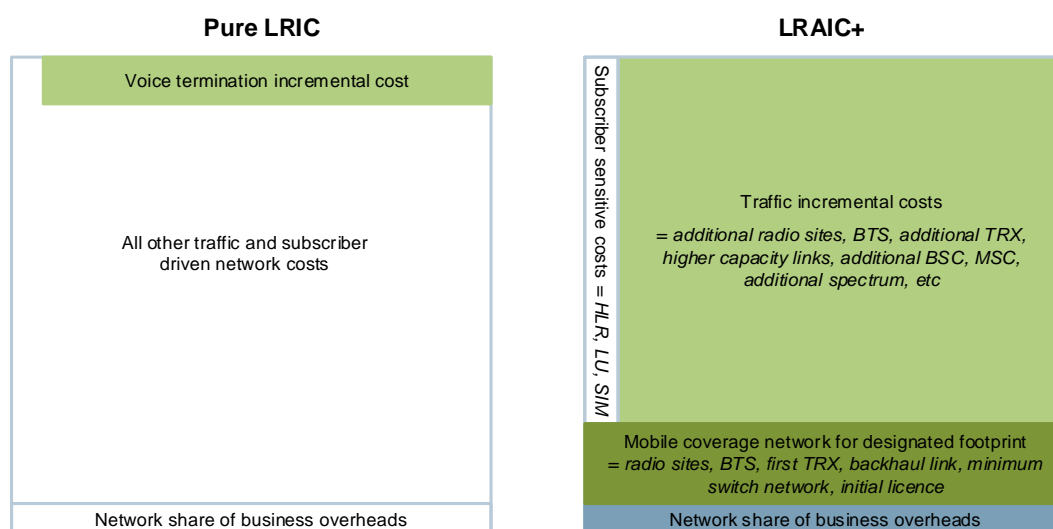 Pure LRIC
Voice termination incremental cost
All other traffic and subscriber
driven network costs
Network share of business overheads
LRAIC+
Subscriber sensitive costs = HLR, LU, SIM
Traffic incremental costs
= additional radio sites, BTS, additional TRX,
higher capacity links, additional BSC, MSC,
additional spectrum, etc
Mobile coverage network for designated footprint
= radio sites, BTS, first TRX, backhaul link, minimum
switch network, initial licence
Network share of business overheads